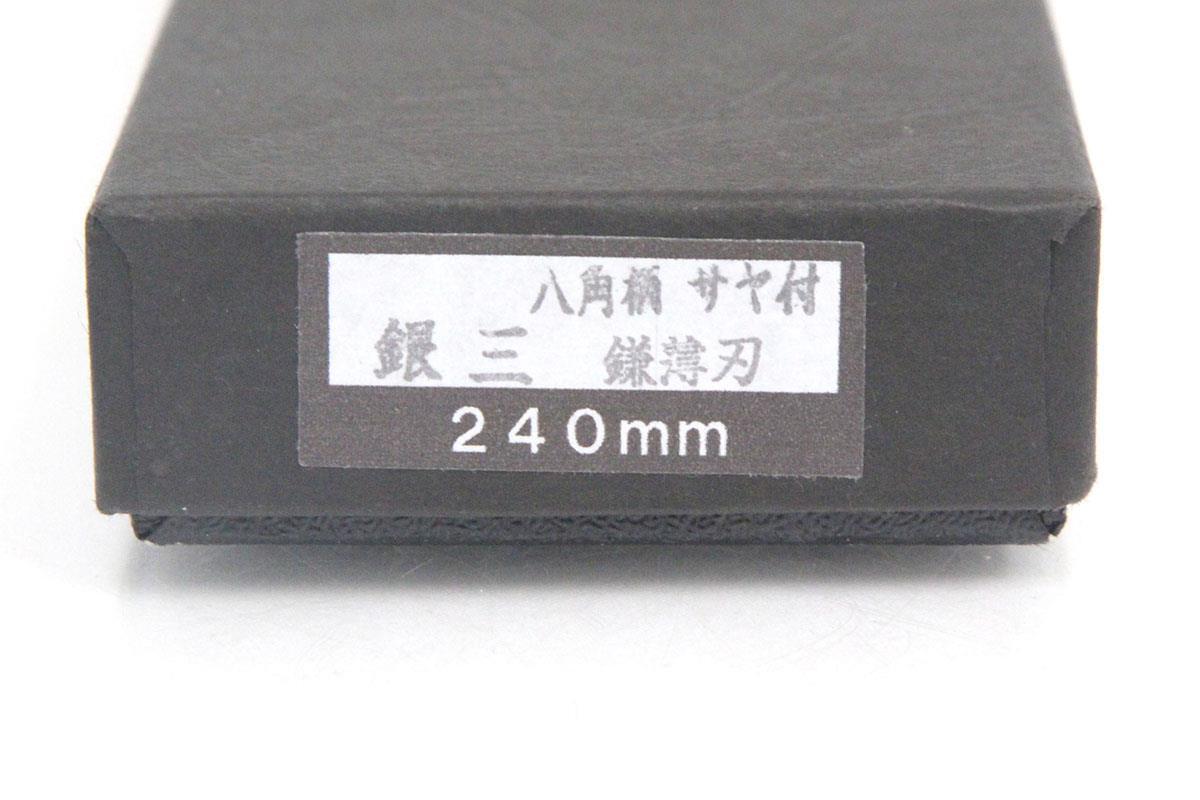 八角柄 サヤ付
銀三 鎌薄刃
240mm